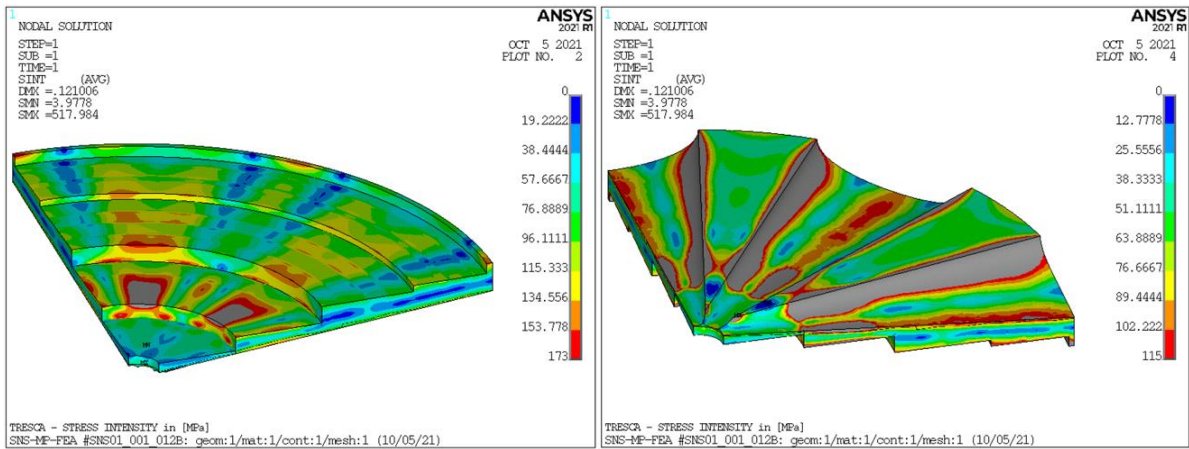 1
NODAL SOLUTION
STEP=1
SUB =1
TIME=1
SINT (AVG)
DMX =.121006
SMN =3.9778
SMX =517.984
ANSYS
2021 R1
OCT 5 2021
PLOT NO. 2
0
19.2222
38.4444
57.6667
76.8889
96.1111
115.333
134.556
153.778
173
MX
TRESCA - STRESS INTENSITY in [MPa]
SNS-MP-FEA #SNS01_001_012B: geom:1/mat:1/cont:1/mesh:1 (10/05/21)
1
NODAL SOLUTION
STEP=1
SUB =1
TIME=1
SINT (AVG)
DMX =.121006
SMN =3.9778
SMX =517.984
ANSYS
2021 R1
OCT 5 2021
PLOT NO. 4
0
12.7778
25.5556
38.3333
51.1111
63.8889
76.6667
89.4444
102.222
115
TRESCA - STRESS INTENSITY in [MPa]
SNS-MP-FEA #SNS01_001_012B: geom:1/mat:1/cont:1/mesh:1 (10/05/21)